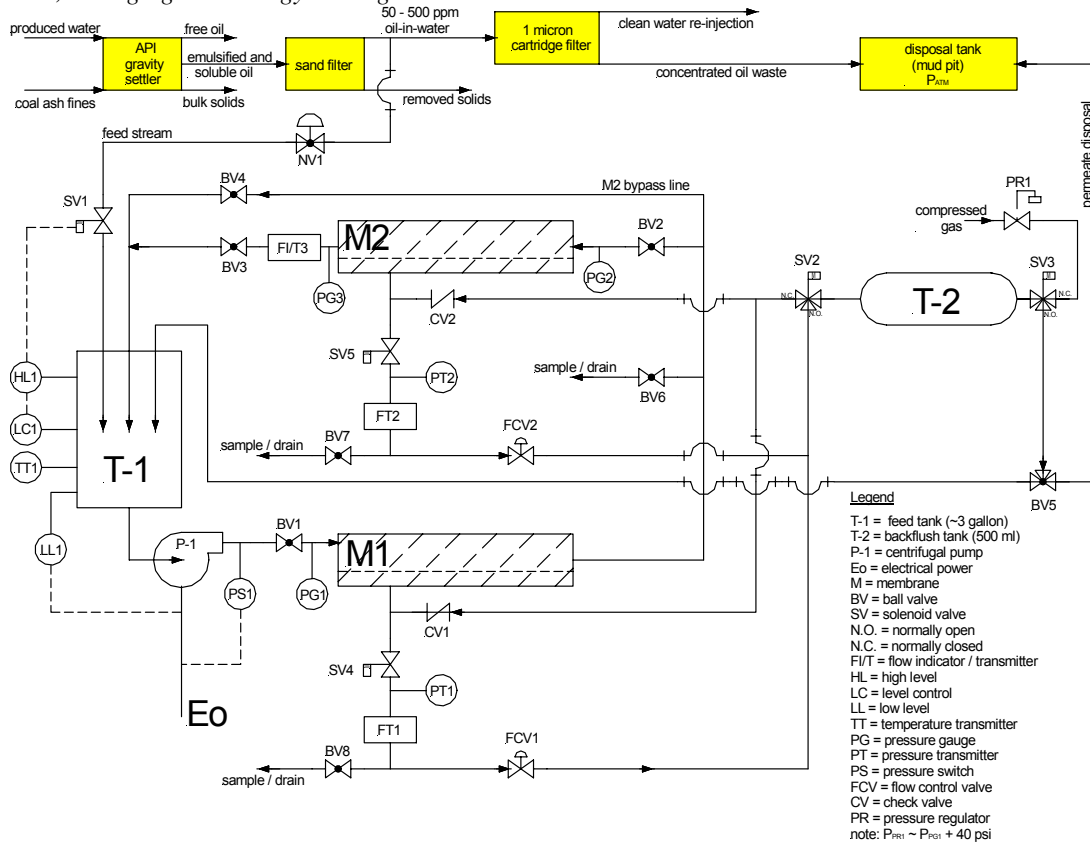 produced water
coal ash fines
API
gravity
settler
free oil
emulsified and
soluble oil
bulk solids
sand filter
removed solids
50 - 500 ppm
oil-in-water
1 micron
cartridge filter
clean water re-injection
concentrated oil waste
disposal tank
(mud pit)
PATM
permeate disposal
feed stream
NV1
SV1
BV4
M2 bypass line
BV3
FI/T3
PG3
M2
BV2
PG2
compressed
gas
PR1
SV2
N.C.
N.O.
T-2
SV3
N.C.
N.O.
CV2
SV5
PT2
FT2
sample / drain
BV6
HL1
LC1
TT1
T-1
LL1
sample / drain
BV7
FCV2
BV5
P-1
BV1
PS1
PG1
M1
CV1
SV4
PT1
FT1
Eo
sample / drain
BV8
FCV1
Legend
T-1 = feed tank (~3 gallon)
T-2 = backflush tank (500 ml)
P-1 = centrifugal pump
Eo = electrical power
M = membrane
BV = ball valve
SV = solenoid valve
N.O. = normally open
N.C. = normally closed
FI/T = flow indicator / transmitter
HL = high level
LC = level control
LL = low level
TT = temperature transmitter
PG = pressure gauge
PT = pressure transmitter
PS = pressure switch
FCV = flow control valve
CV = check valve
PR = pressure regulator
note: PPR1 ~ PPG1 + 40 psi